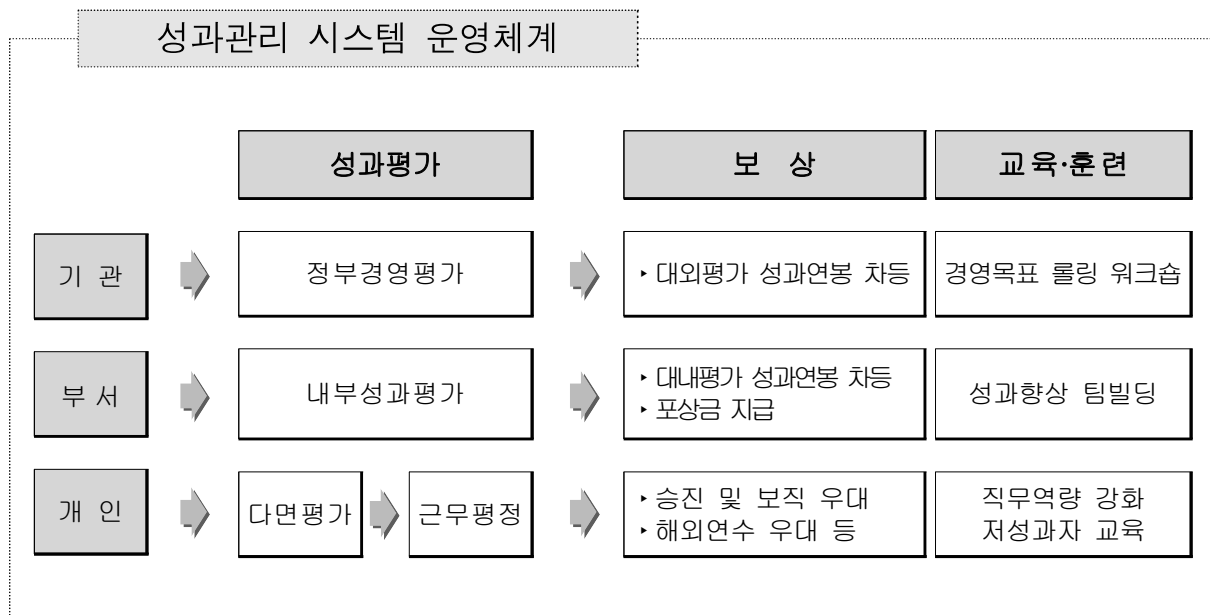 성과관리 시스템 운영체계
성과평가
보 상
교육·훈련
기 관
정부경영평가
‣대외평가 성과연봉 차등
경영목표 롤링 워크숍
부 서
내부성과평가
‣대내평가 성과연봉 차등
‣포상금 지급
성과향상 팀빌딩
개 인
다면평가
근무평정
‣승진 및 보직 우대
‣해외연수 우대 등
직무역량 강화
저성과자 교육